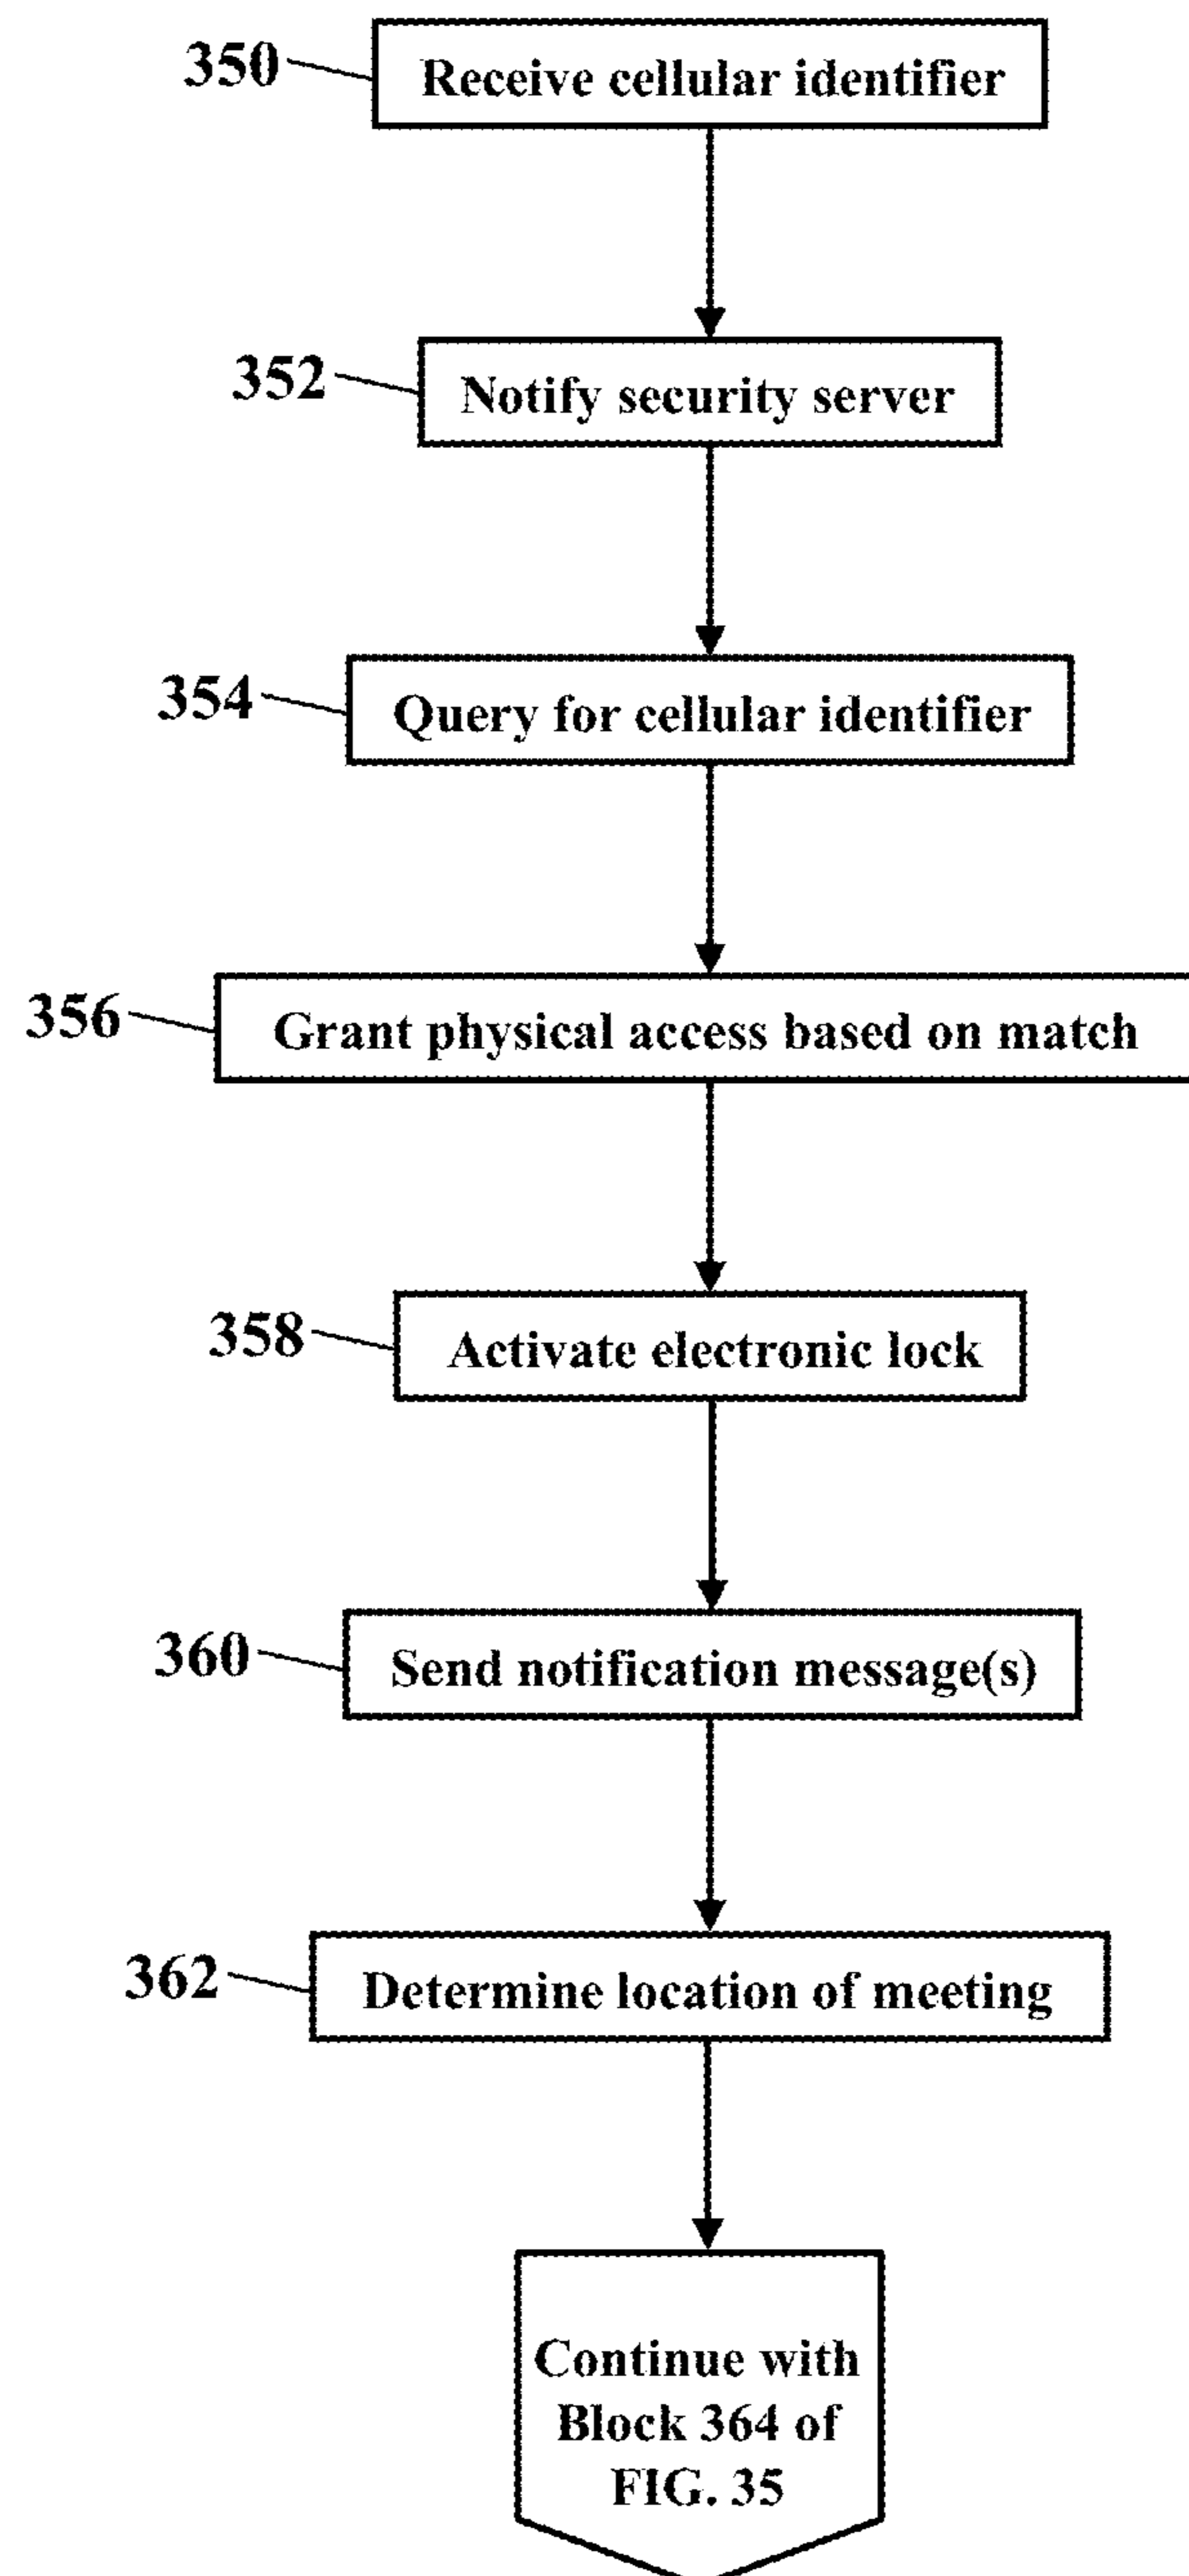 350
Receive cellular identifier
352
Notify security server
354
Query for cellular identifier
356
Grant physical access based on match
358
Activate electronic lock
360
Send notification message(s)
362
Determine location of meeting
Continue with
Block 364 of
FIG. 35